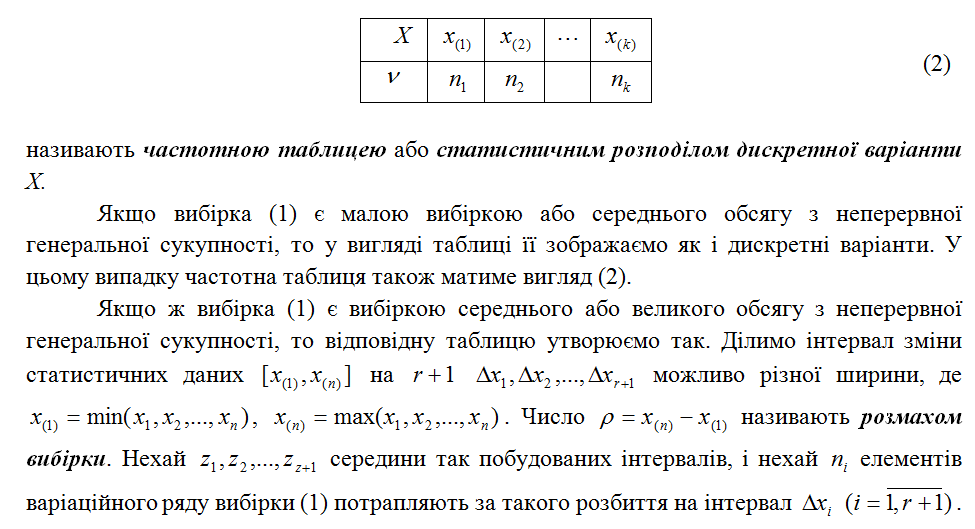 X x(1) x(2) ... x(k)
(2)
ν n1 n2 nk
називають частотною таблицею або статистичним розподілом дискретної варіанти
X.
Якщо вибірка (1) є малою вибіркою або середнього обсягу з неперервної
генеральної сукупності, то у вигляді таблиці її зображаємо як і дискретні варіанти. У
цьому випадку частотна таблиця також матиме вигляд (2).
Якщо ж вибірка (1) є вибіркою середнього або великого обсягу з неперервної
генеральної сукупності, то відповідну таблицю утворюємо так. Ділимо інтервал зміни
статистичних даних [x(1), x(n)] на r+1 Δx1, Δx2,..., Δxr+1 можливо різної ширини, де
x(1) = min(x1, x2,..., xn), x(n) = max(x1, x2,..., xn). Число ρ = x(n) − x(1) називають розмахом
вибірки. Нехай z1, z2,..., zz+1 середини так побудованих інтервалів, і нехай ni елементів
варіаційного ряду вибірки (1) потрапляють за такого розбиття на інтервал Δxi (i = 1, r+1).